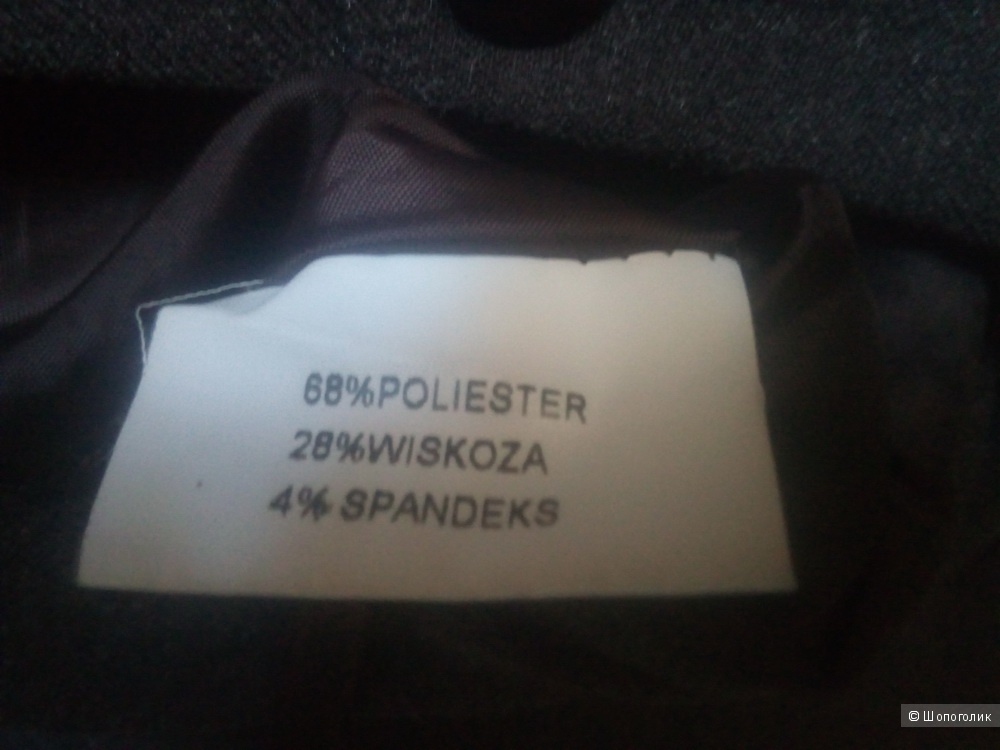 68%POLIESTER
28%WISKOZA
4% SPANDEKS
© Шопоголик